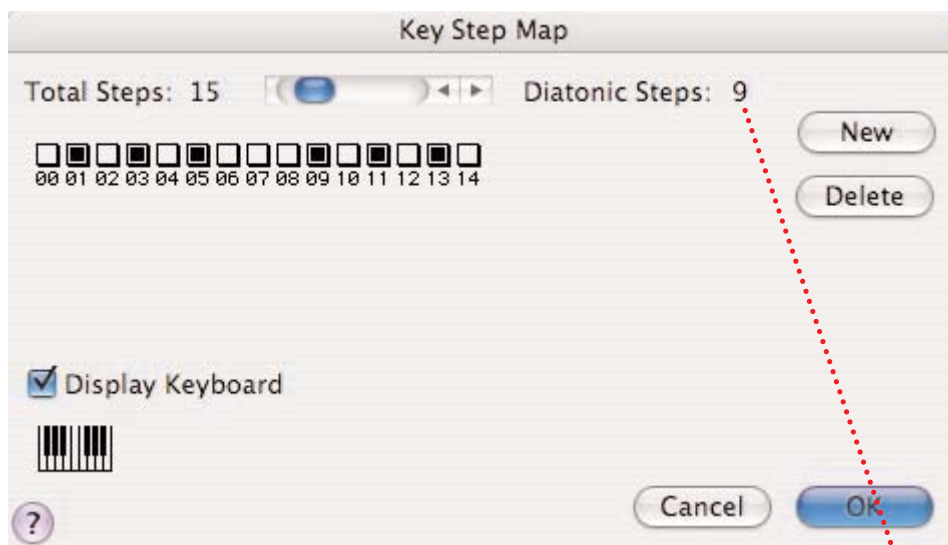 Key Step Map
Total Steps: 15 Diatonic Steps: 9
New
00 01 02 03 04 05 06 07 08 09 10 11 12 13 14
Delete
Display Keyboard
Cancel OK
?